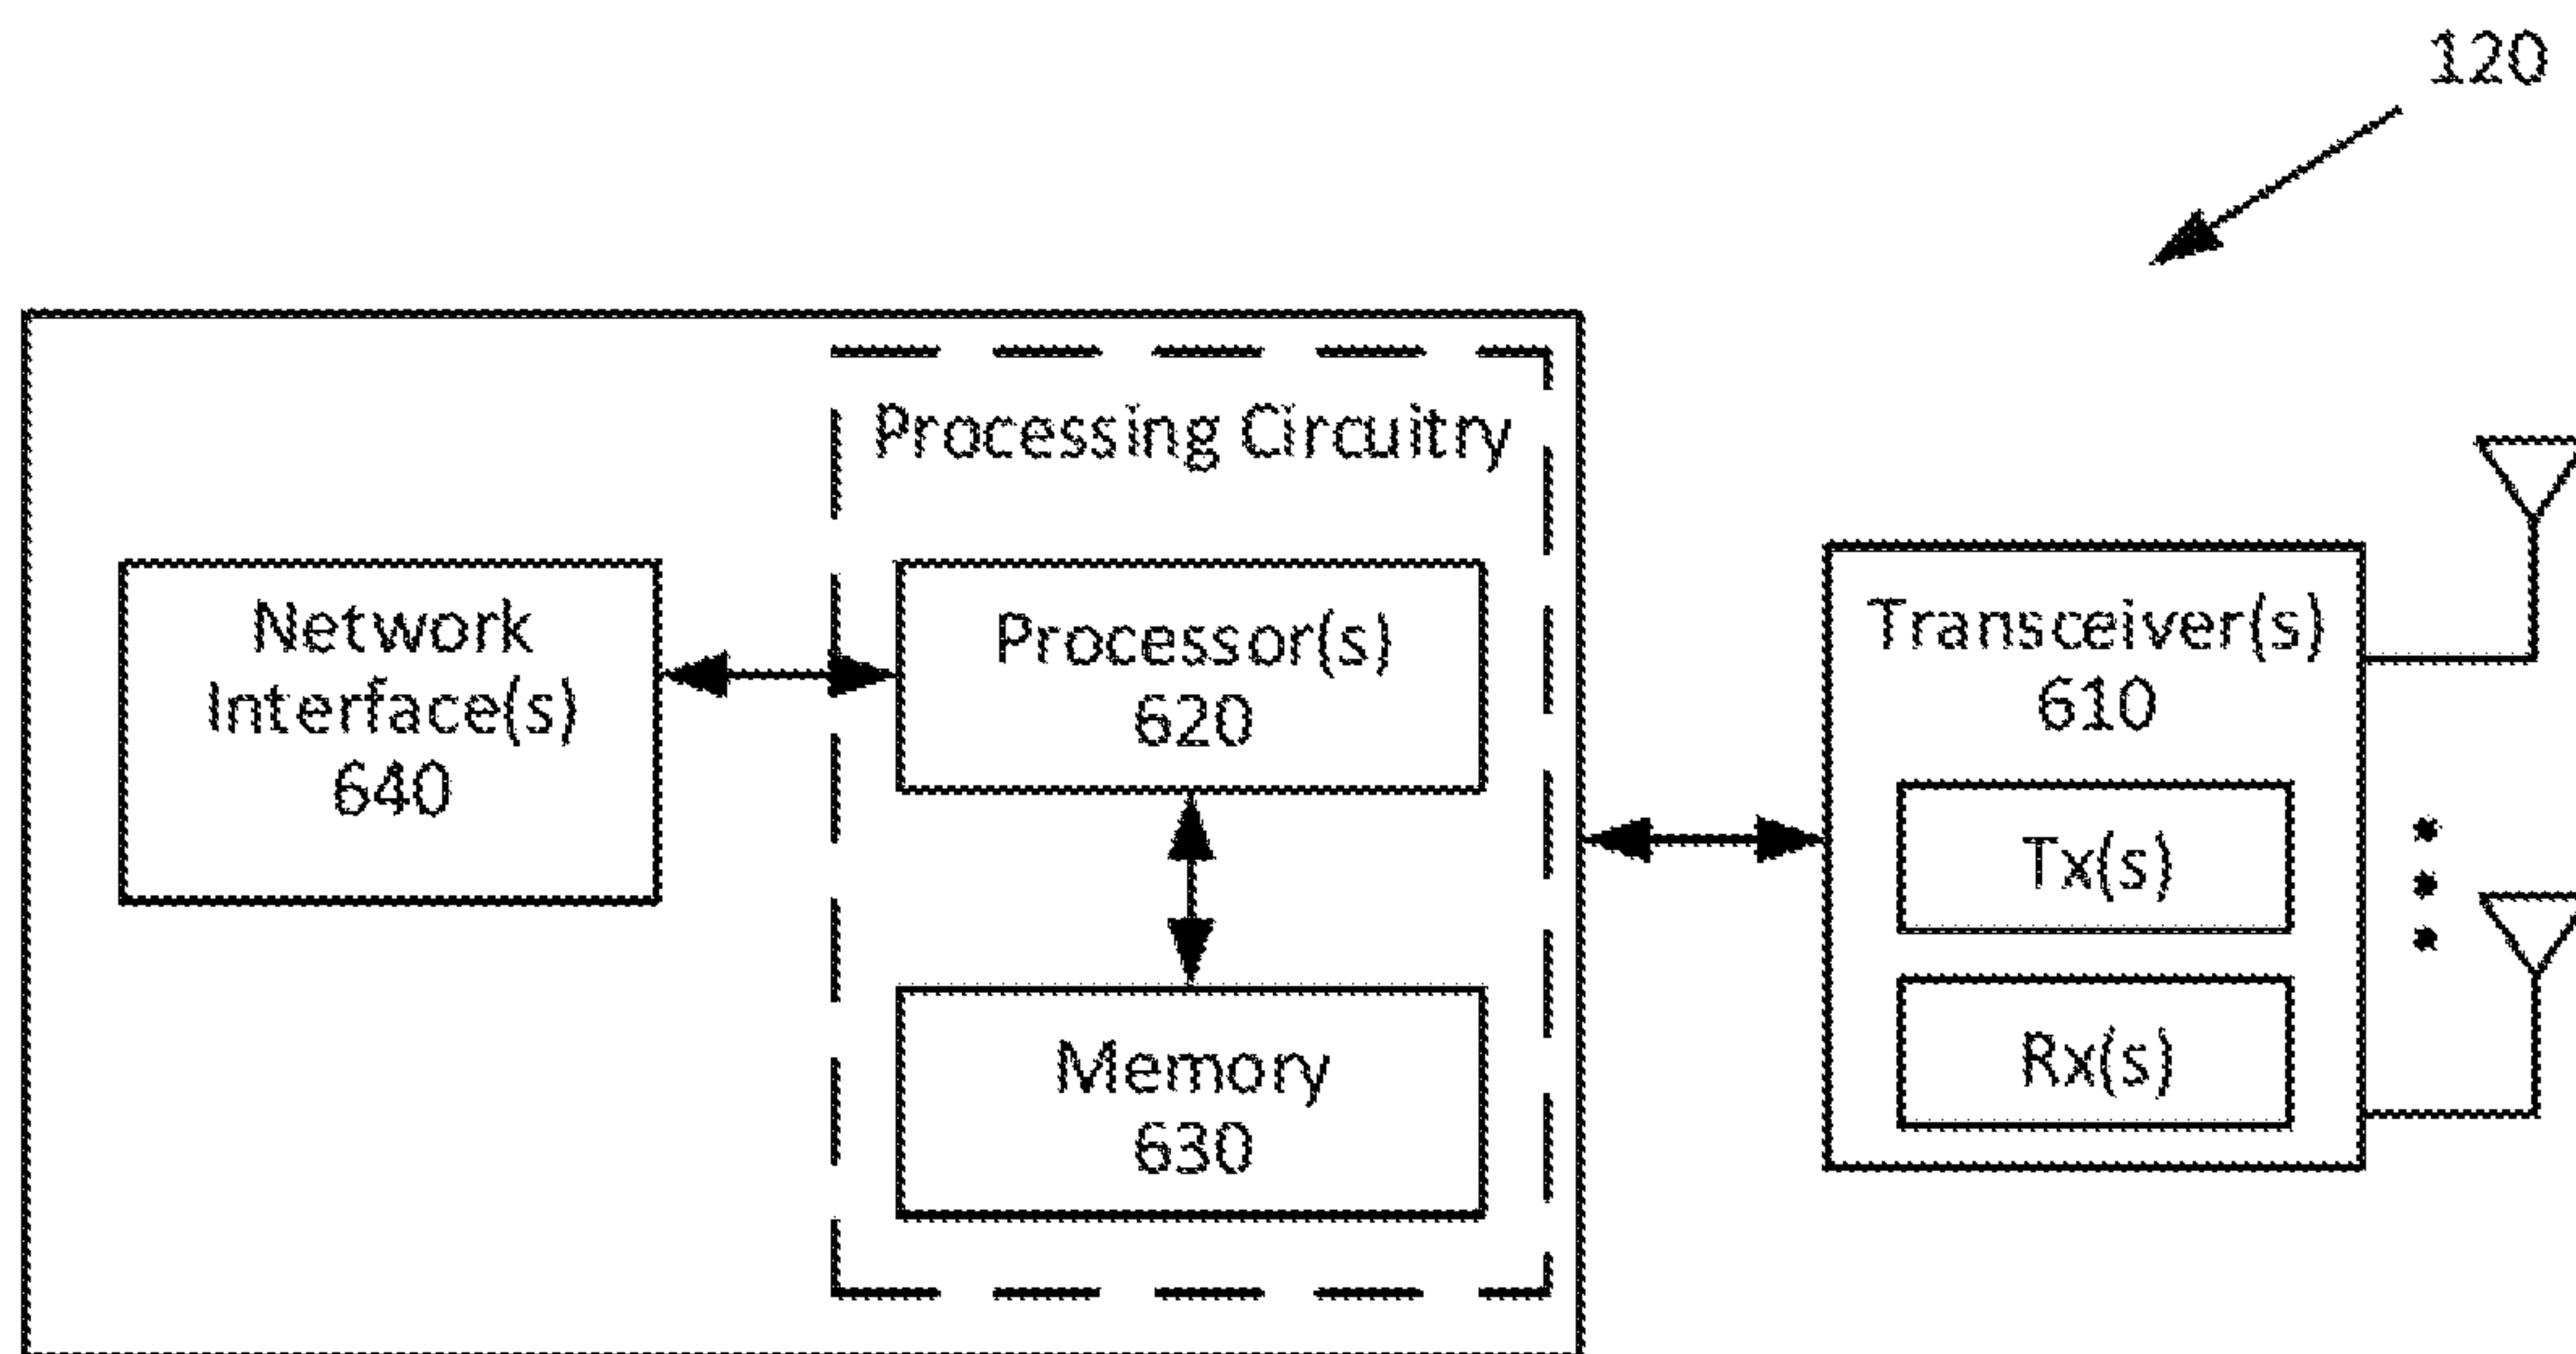 120
Processing Circuitry
Network
Interface(s)
640
Processor(s)
620
Memory
630
Transceiver(s)
610
Tx(s)
Rx(s)